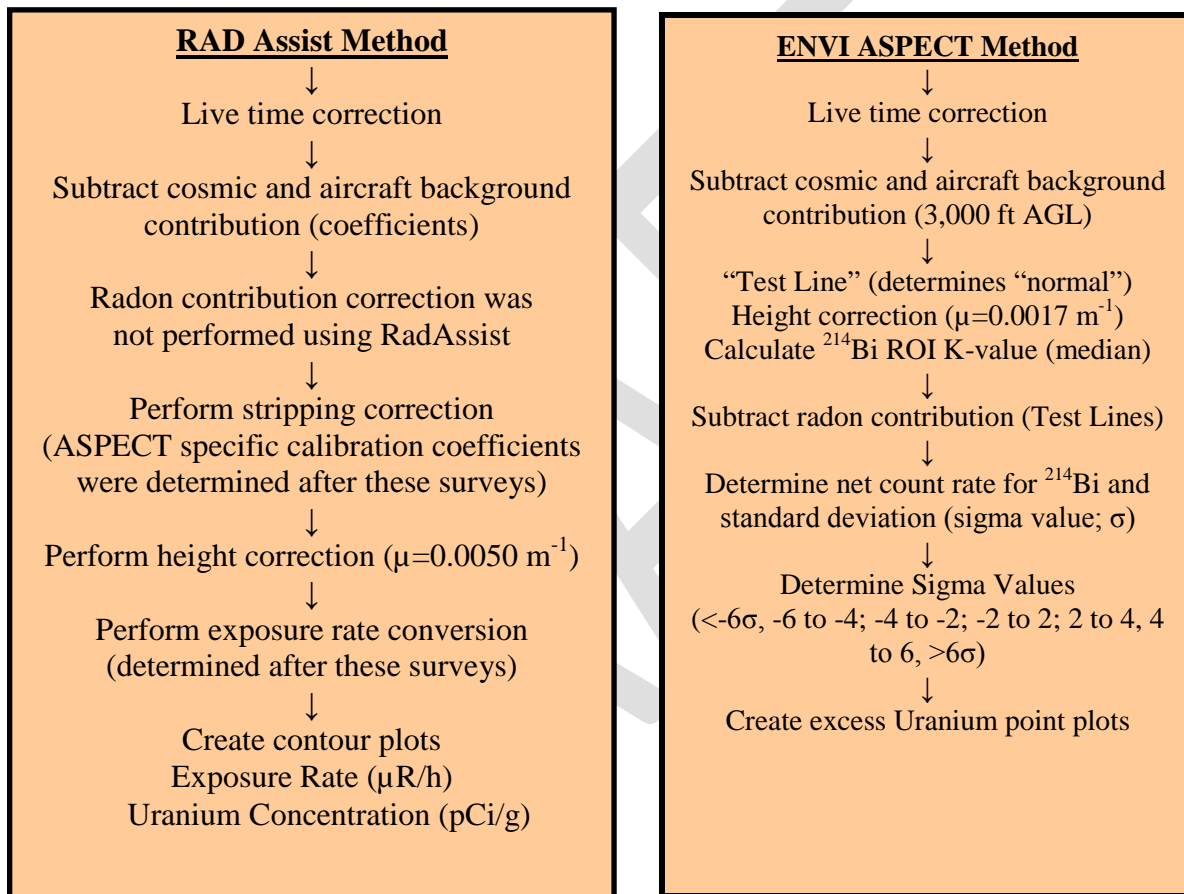 RAD Assist Method
↓
Live time correction
↓
Subtract cosmic and aircraft background
contribution (coefficients)
↓
Radon contribution correction was
not performed using RadAssist
↓
Perform stripping correction
(ASPECT specific calibration coefficients
were determined after these surveys)
↓
Perform height correction (µ=0.0050 m⁻¹)
↓
Perform exposure rate conversion
(determined after these surveys)
↓
Create contour plots
Exposure Rate (µR/h)
Uranium Concentration (pCi/g)
ENVI ASPECT Method
↓
Live time correction
↓
Subtract cosmic and aircraft background
contribution (3,000 ft AGL)
↓
“Test Line” (determines “normal”)
Height correction (µ=0.0017 m⁻¹)
Calculate ²¹⁴Bi ROI K-value (median)
↓
Subtract radon contribution (Test Lines)
↓
Determine net count rate for ²¹⁴Bi and
standard deviation (sigma value; σ)
↓
Determine Sigma Values
(<-6σ, -6 to -4; -4 to -2; -2 to 2; 2 to 4, 4
to 6, >6σ)
↓
Create excess Uranium point plots